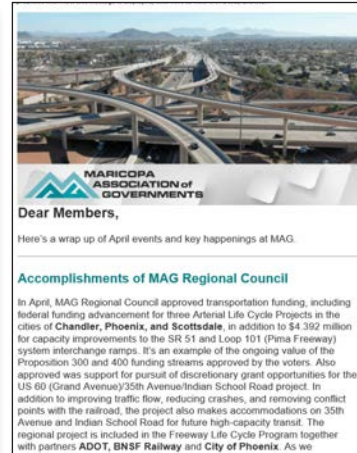 MARICOPA
ASSOCIATION of
GOVERNMENTS
Dear Members,
Here's a wrap up of April events and key happenings at MAG.
Accomplishments of MAG Regional Council
In April, MAG Regional Council approved transportation funding, including
federal funding advancement for three Arterial Life Cycle Projects in the
cities of Chandler, Phoenix, and Scottsdale, in addition to $4.392 million
for capacity improvements to the SR 51 and Loop 101 (Pima Freeway)
system interchange ramps. It's an example of the ongoing value of the
Proposition 300 and 400 funding streams approved by the voters. Also
approved was support for pursuit of discretionary grant opportunities for the
US 60 (Grand Avenue)/35th Avenue/Indian School Road project. In
addition to improving traffic flow, reducing crashes, and removing conflict
points with the railroad, the project also makes accommodations on 35th
Avenue and Indian School Road for future high-capacity transit. The
regional project is included in the Freeway Life Cycle Program together
with partners ADOT, BNSF Railway and City of Phoenix. As we